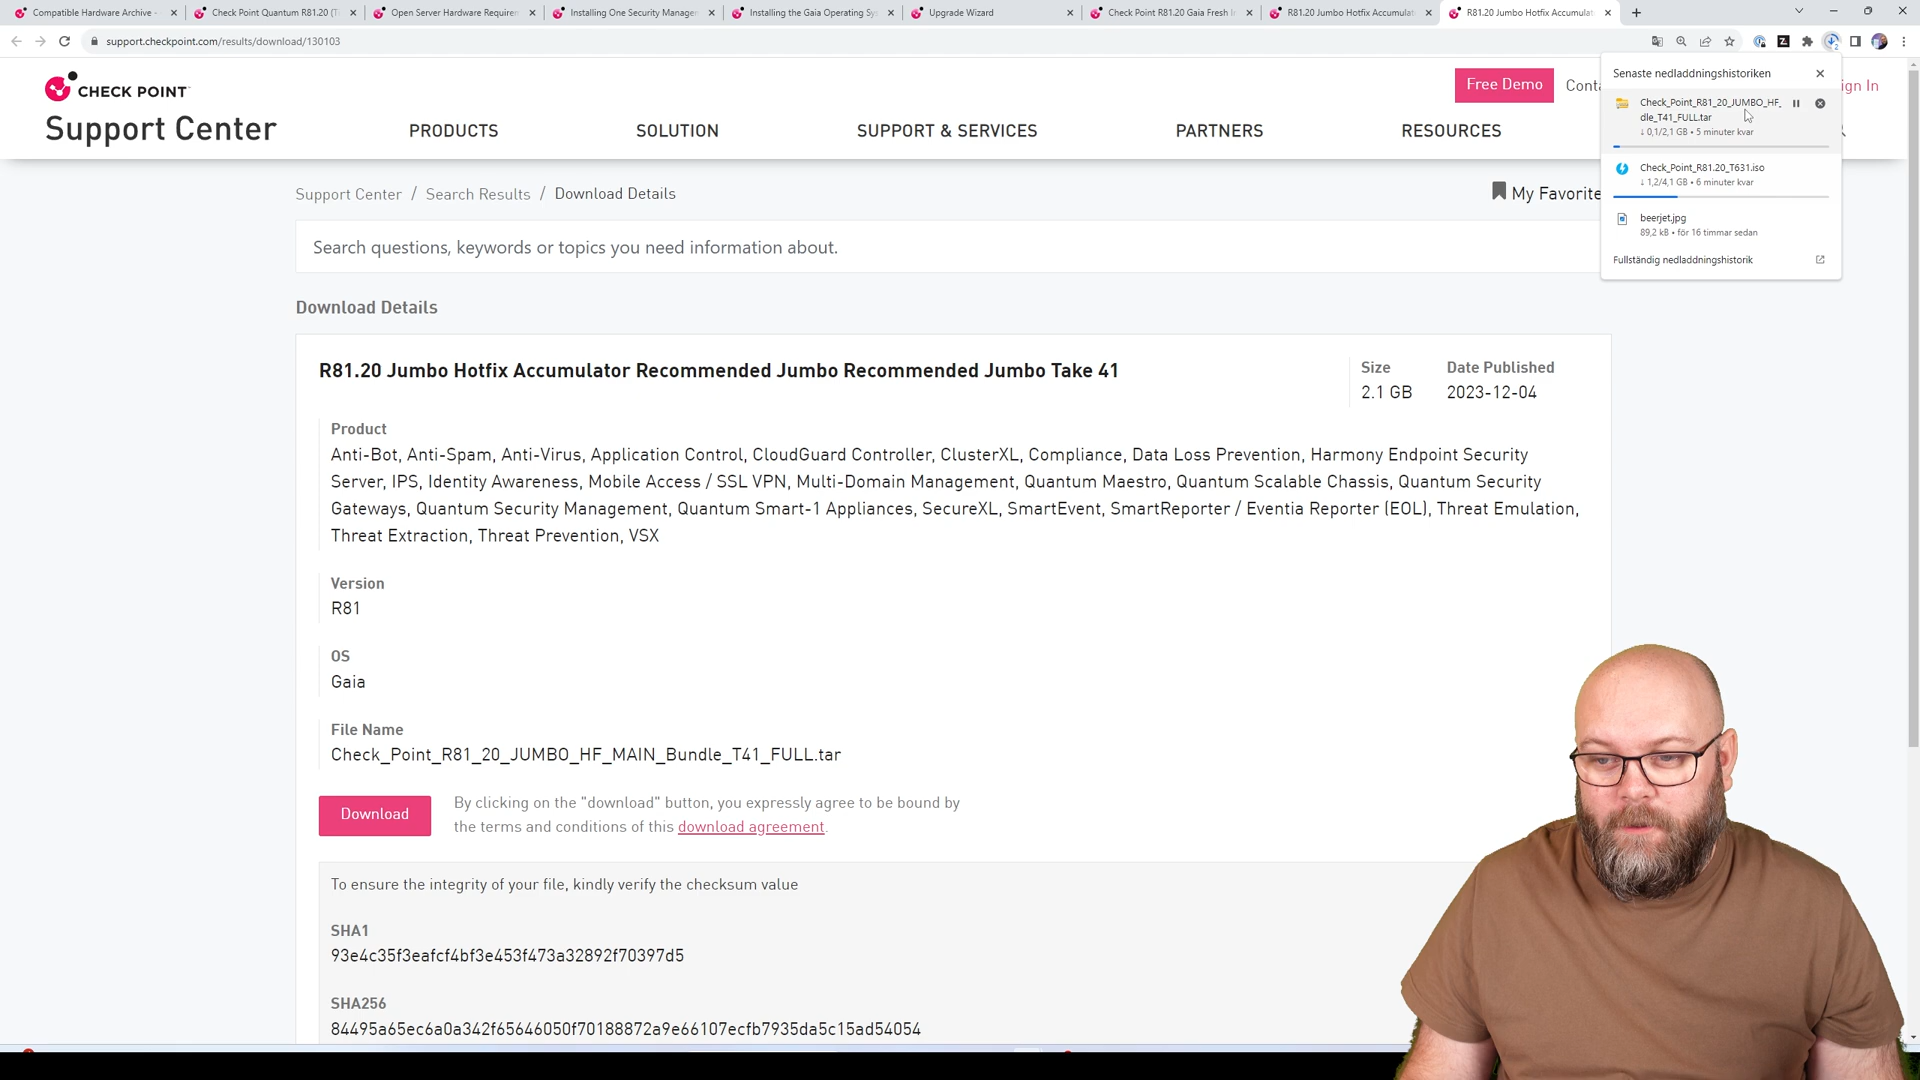 Compatible Hardware Archive -
Check Point Quantum R81.20 (Ti
Open Server Hardware Requirem
Installing One Security Managem
Installing the Gaia Operating Sys
Upgrade Wizard
Check Point R81.20 Gaia Fresh In
R81.20 Jumbo Hotfix Accumulat
R81.20 Jumbo Hotfix Accumulat
support.checkpoint.com/results/download/130103
CHECK POINT
Support Center
PRODUCTS
SOLUTION
SUPPORT & SERVICES
PARTNERS
RESOURCES
Free Demo
Conta
ign In
Senaste nedladdningshistoriken
Check_Point_R81_20_JUMBO_HF_
dle_T41_FULL.tar
↓ 0,1/2,1 GB • 5 minuter kvar
Check_Point_R81.20_T631.iso
↓ 1,2/4,1 GB • 6 minuter kvar
beerjet.jpg
89,2 kB • för 16 timmar sedan
Fullständig nedladdningshistorik
Support Center / Search Results / Download Details
My Favorite
Search questions, keywords or topics you need information about.
Download Details
R81.20 Jumbo Hotfix Accumulator Recommended Jumbo Recommended Jumbo Take 41
Size
2.1 GB
Date Published
2023-12-04
Product
Anti-Bot, Anti-Spam, Anti-Virus, Application Control, CloudGuard Controller, ClusterXL, Compliance, Data Loss Prevention, Harmony Endpoint Security
Server, IPS, Identity Awareness, Mobile Access / SSL VPN, Multi-Domain Management, Quantum Maestro, Quantum Scalable Chassis, Quantum Security
Gateways, Quantum Security Management, Quantum Smart-1 Appliances, SecureXL, SmartEvent, SmartReporter / Eventia Reporter (EOL), Threat Emulation,
Threat Extraction, Threat Prevention, VSX
Version
R81
OS
Gaia
File Name
Check_Point_R81_20_JUMBO_HF_MAIN_Bundle_T41_FULL.tar
Download
By clicking on the "download" button, you expressly agree to be bound by
the terms and conditions of this download agreement.
To ensure the integrity of your file, kindly verify the checksum value
SHA1
93e4c35f3eafcf4bf3e453f473a32892f70397d5
SHA256
84495a65ec6a0a342f65646050f70188872a9e66107ecfb7935da5c15ad54054